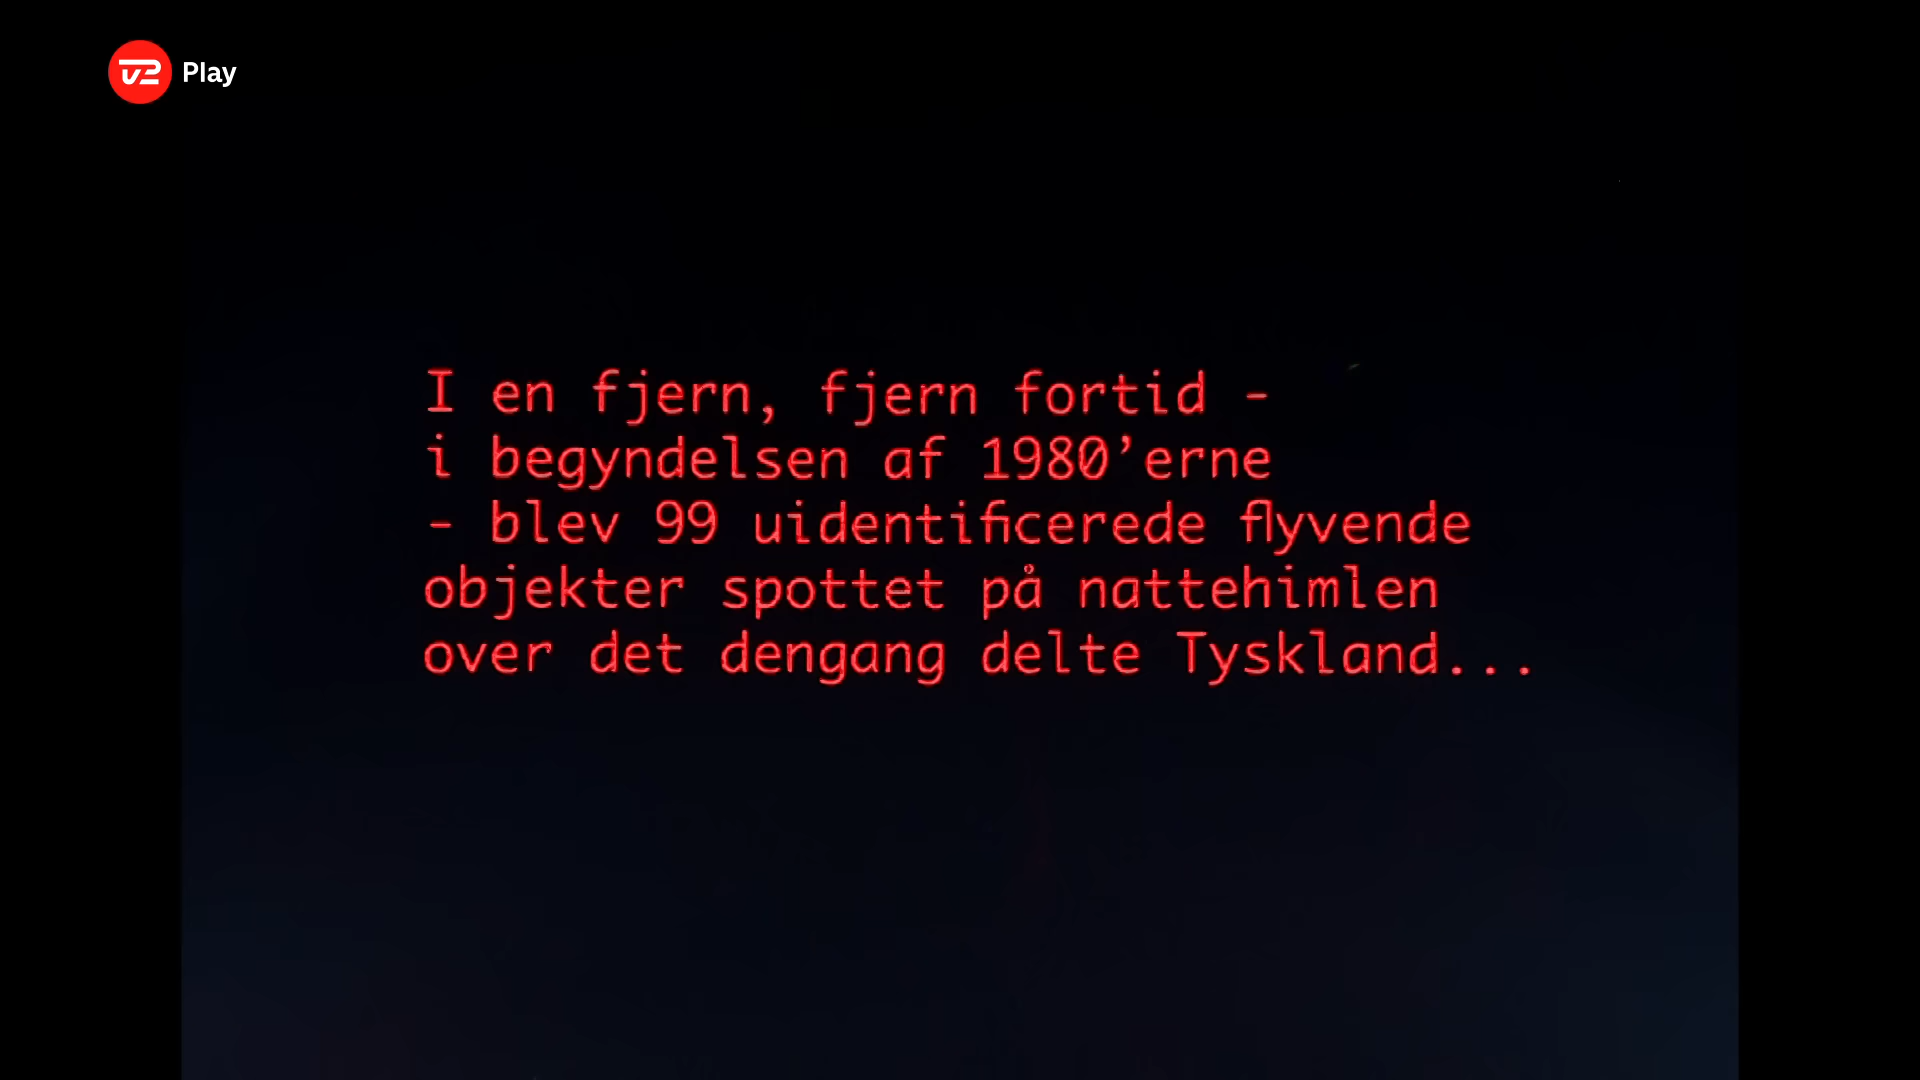 TV2 Play
I en fjern, fjern fortid -
i begyndelsen af 1980’erne
- blev 99 uidentificerede flyvende
objekter spottet på nattehimlen
over det dengang delte Tyskland...